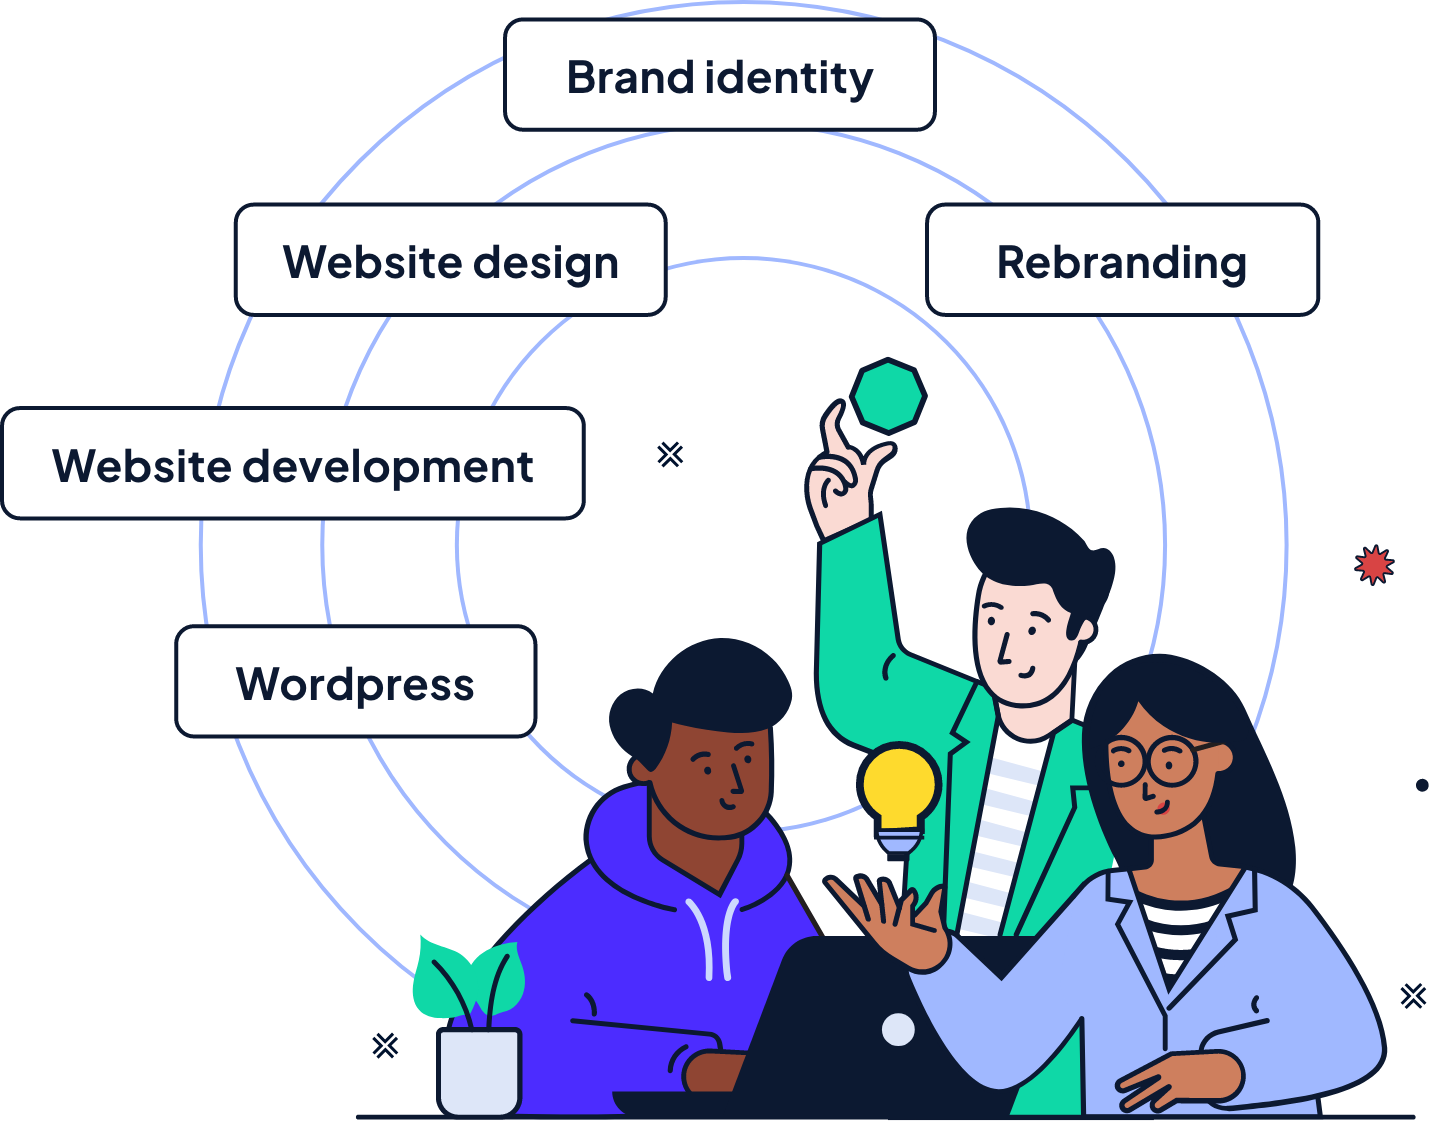 Brand identity
Website design
Rebranding
Website development
Wordpress